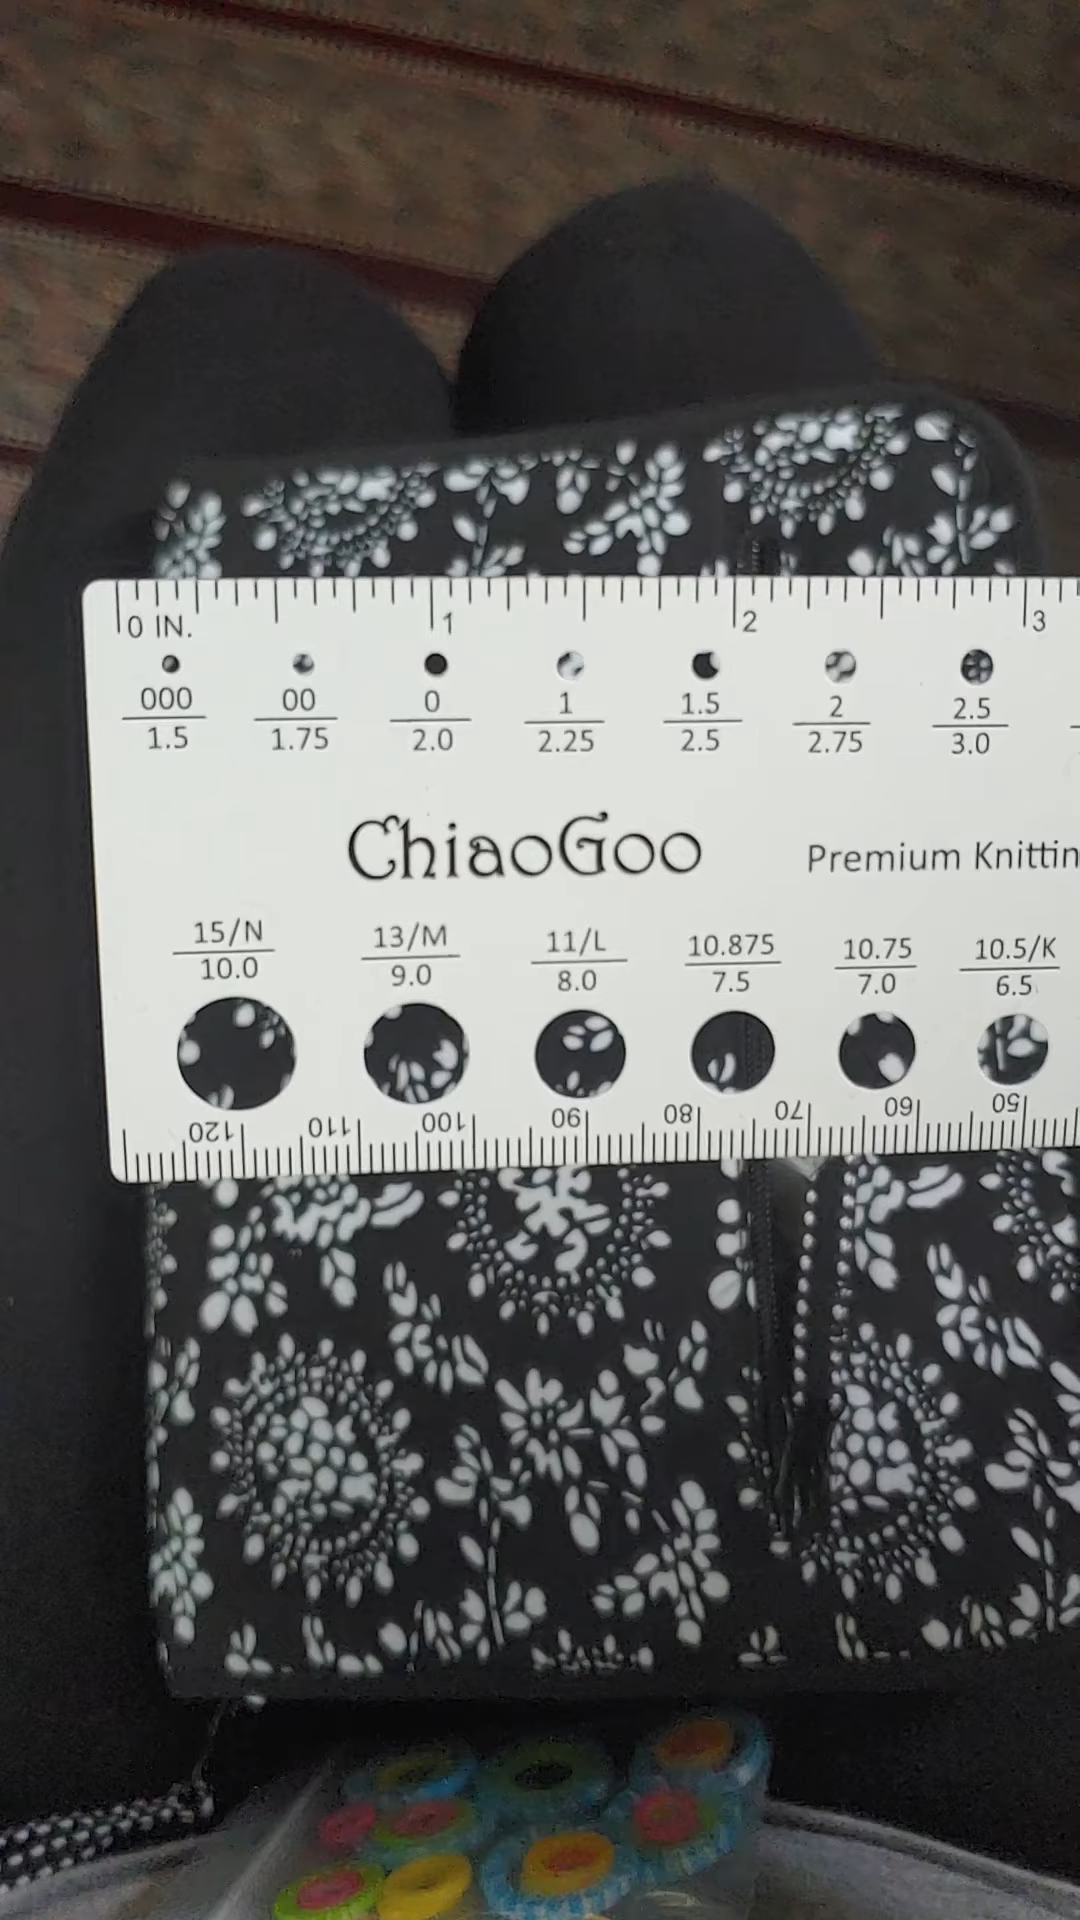 0 IN. 1 2 3
000 00 0 1 1.5 2 2.5
1.5 1.75 2.0 2.25 2.5 2.75 3.0
ChiaoGoo Premium Knittin
15/N 13/M 11/L 10.875 10.75 10.5/K
10.0 9.0 8.0 7.5 7.0 6.5
120 110 100 90 80 70 60 50